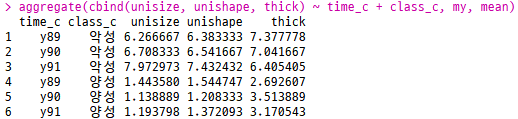 > aggregate(cbind(unisize, unishape, thick) ~ time_c + class_c, my, mean)
time_c class_c unisize unishape thick
1 y89 악성 6.266667 6.383333 7.377778
2 y90 악성 6.708333 6.541667 7.041667
3 y91 악성 7.972973 7.432432 6.405405
4 y89 양성 1.443580 1.544747 2.692607
5 y90 양성 1.138889 1.208333 3.513889
6 y91 양성 1.193798 1.372093 3.170543